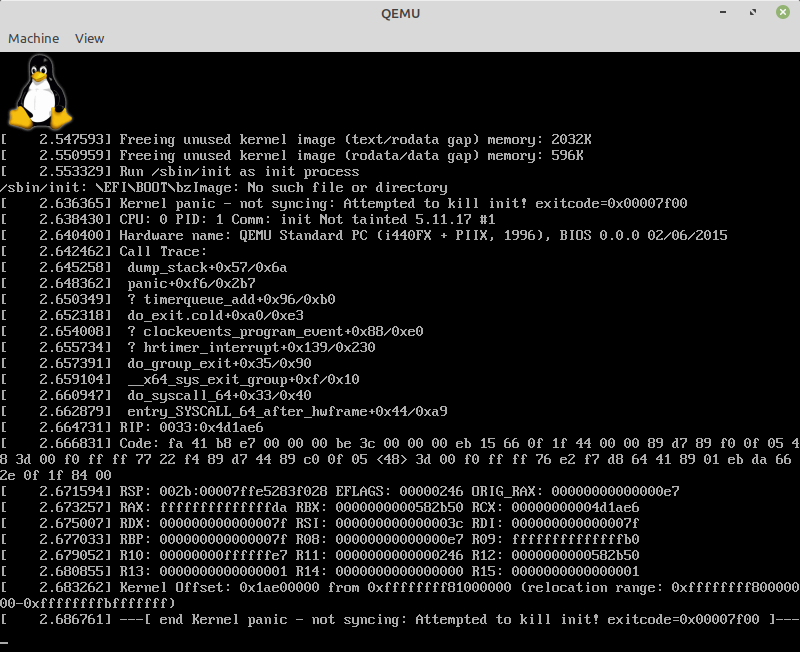 QEMU
Machine View
[    2.547593] Freeing unused kernel image (text/rodata gap) memory: 2032K
[    2.550959] Freeing unused kernel image (rodata/data gap) memory: 596K
[    2.553329] Run /sbin/init as init process
/sbin/init: \EFI\BOOT\bzImage: No such file or directory
[    2.636365] Kernel panic - not syncing: Attempted to kill init! exitcode=0x00007f00
[    2.638430] CPU: 0 PID: 1 Comm: init Not tainted 5.11.17 #1
[    2.640400] Hardware name: QEMU Standard PC (i440FX + PIIX, 1996), BIOS 0.0.0 02/06/2015
[    2.642462] Call Trace:
[    2.645258]  dump_stack+0x57/0x6a
[    2.648362]  panic+0xf6/0x2b7
[    2.650349]  ? timerqueue_add+0x96/0xb0
[    2.652318]  do_exit.cold+0xa0/0xe3
[    2.654008]  ? clockevents_program_event+0x88/0xe0
[    2.655734]  ? hrtimer_interrupt+0x139/0x230
[    2.657391]  do_group_exit+0x35/0x90
[    2.659104]  __x64_sys_exit_group+0xf/0x10
[    2.660947]  do_syscall_64+0x33/0x40
[    2.662879]  entry_SYSCALL_64_after_hwframe+0x44/0xa9
[    2.664731] RIP: 0033:0x4d1ae6
[    2.666831] Code: fa 41 b8 e7 00 00 00 be 3c 00 00 00 eb 15 66 0f 1f 44 00 00 89 d7 89 f0 0f 05 4
8 3d 00 f0 ff ff 77 22 f4 89 d7 44 89 c0 0f 05 <48> 3d 00 f0 ff ff 76 e2 f7 d8 64 41 89 01 eb da 66
2e 0f 1f 84 00
[    2.671594] RSP: 002b:00007ffe5283f028 EFLAGS: 00000246 ORIG_RAX: 00000000000000e7
[    2.673257] RAX: ffffffffffffffda RBX: 0000000000582b50 RCX: 00000000004d1ae6
[    2.675007] RDX: 000000000000007f RSI: 000000000000003c RDI: 000000000000007f
[    2.677033] RBP: 000000000000007f R08: 00000000000000e7 R09: ffffffffffffffb0
[    2.679052] R10: 00000000ffffffe7 R11: 0000000000000246 R12: 0000000000582b50
[    2.680855] R13: 0000000000000001 R14: 0000000000000000 R15: 0000000000000001
[    2.683262] Kernel Offset: 0x1ae00000 from 0xffffffff81000000 (relocation range: 0xffffffff800000
00-0xffffffffbfffffff)
[    2.686761] ---[ end Kernel panic - not syncing: Attempted to kill init! exitcode=0x00007f00 ]---
_